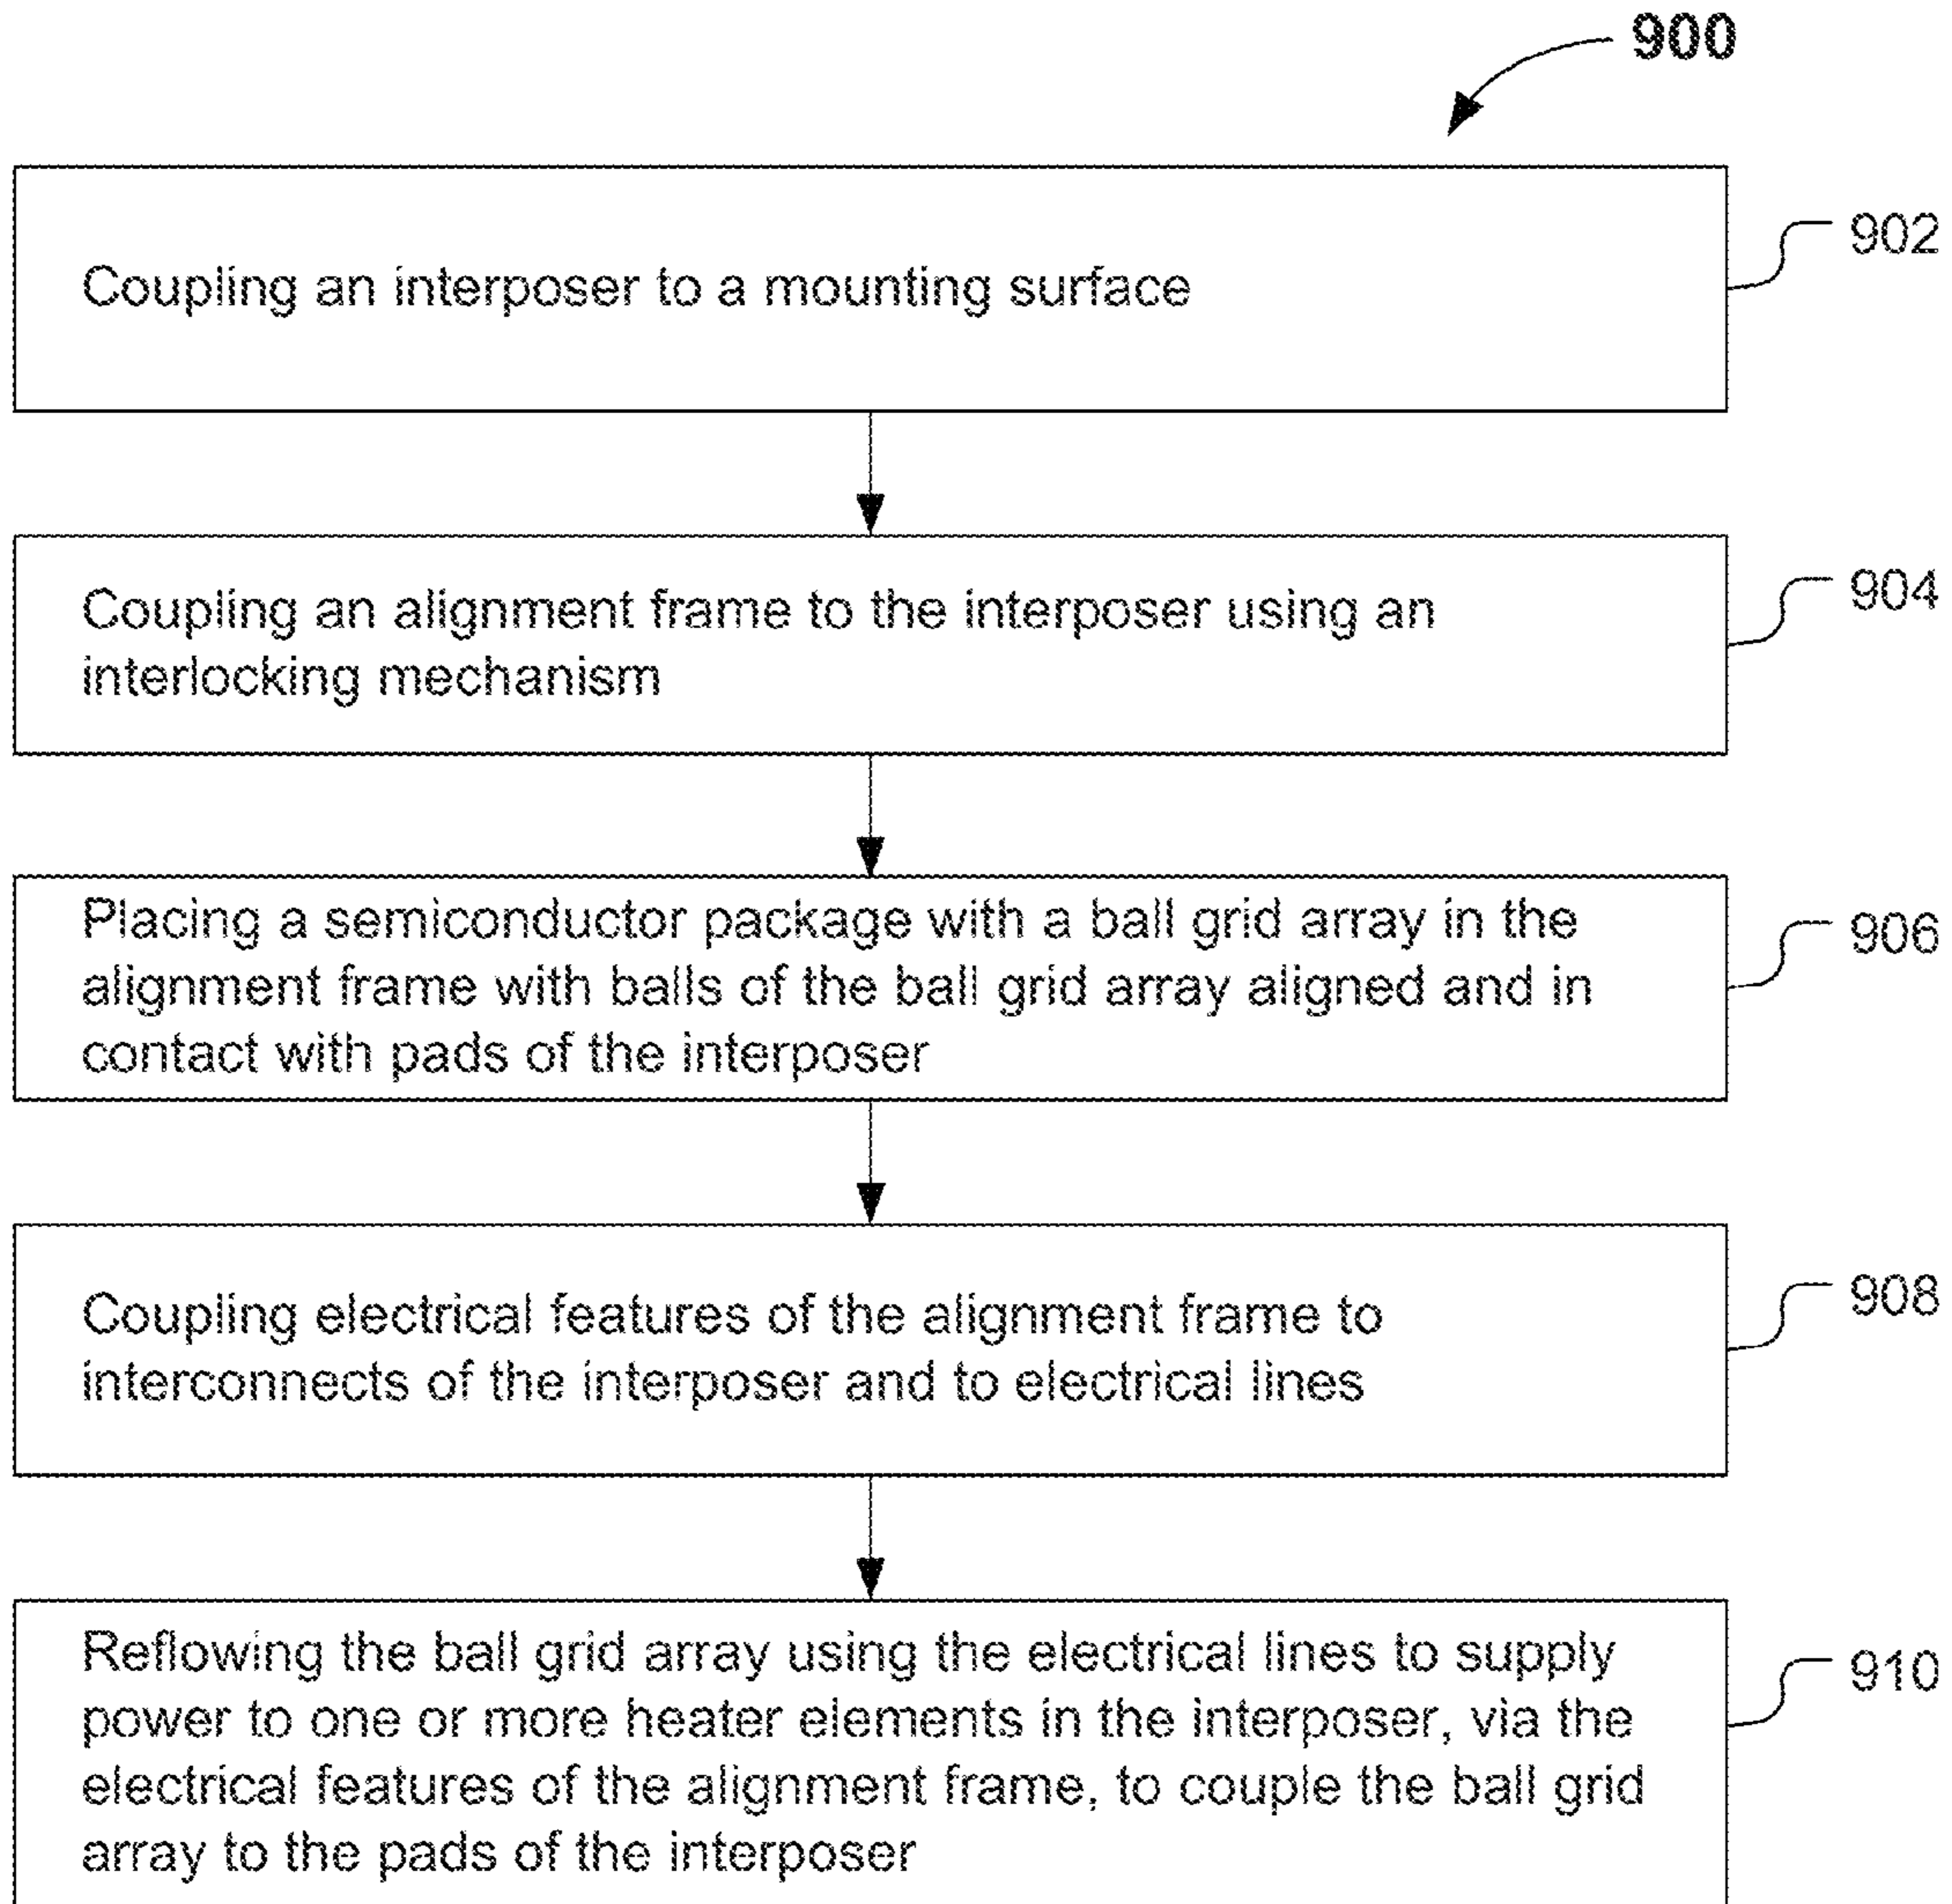 900
Coupling an interposer to a mounting surface
902
Coupling an alignment frame to the interposer using an
interlocking mechanism
904
Placing a semiconductor package with a ball grid array in the
alignment frame with balls of the ball grid array aligned and in
contact with pads of the interposer
906
Coupling electrical features of the alignment frame to
interconnects of the interposer and to electrical lines
908
Reflowing the ball grid array using the electrical lines to supply
power to one or more heater elements in the interposer, via the
electrical features of the alignment frame, to couple the ball grid
array to the pads of the interposer
910